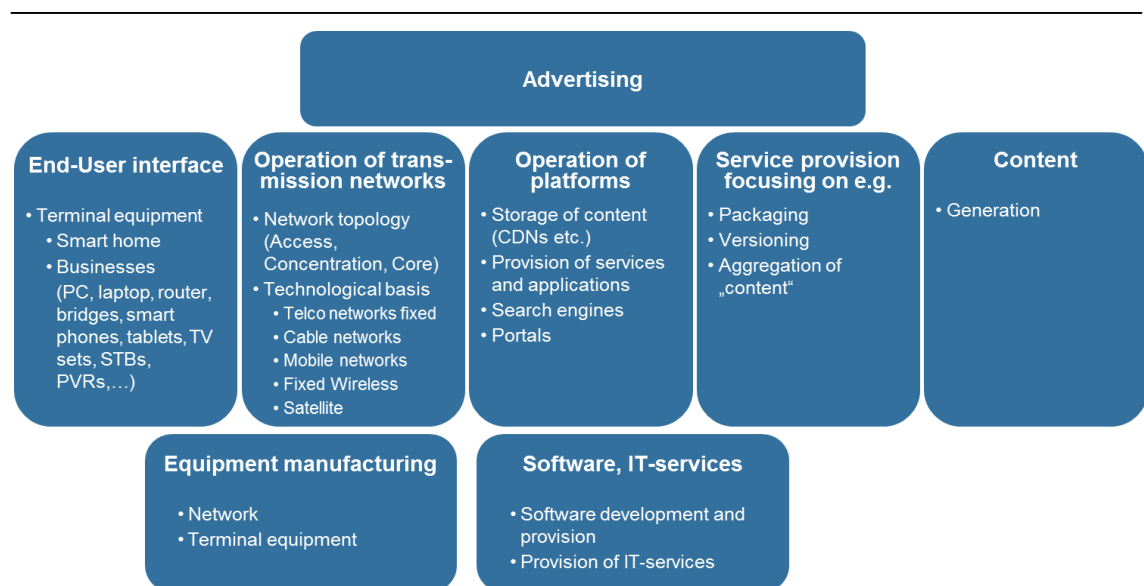 Advertising
End-User interface
• Terminal equipment
• Smart home
• Businesses
(PC, laptop, router,
bridges, smart
phones, tablets, TV
sets, STBs,
PVRs,…)
Operation of trans-
mission networks
• Network topology
(Access,
Concentration, Core)
• Technological basis
• Telco networks fixed
• Cable networks
• Mobile networks
• Fixed Wireless
• Satellite
Operation of
platforms
• Storage of content
(CDNs etc.)
• Provision of services
and applications
• Search engines
• Portals
Service provision
focusing on e.g.
• Packaging
• Versioning
• Aggregation of
„content“
Content
• Generation
Equipment manufacturing
• Network
• Terminal equipment
Software, IT-services
• Software development and
provision
• Provision of IT-services